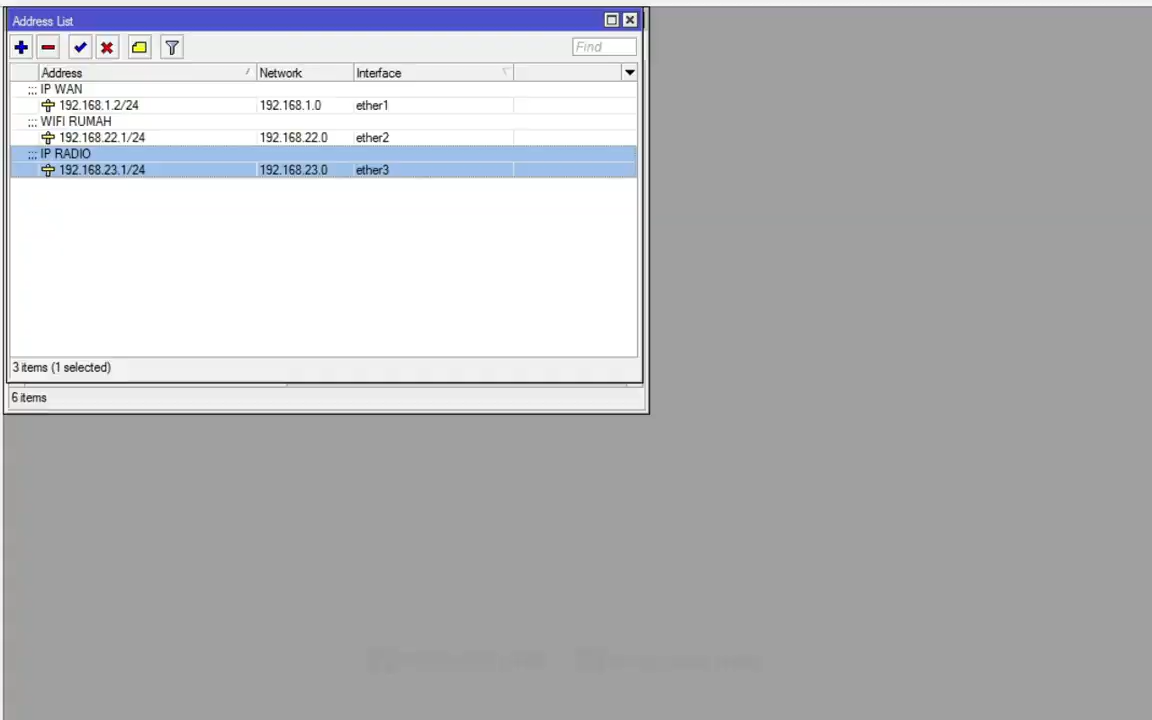 Address List
Find
Address Network Interface
;;; IP WAN
192.168.1.2/24 192.168.1.0 ether1
;;; WIFI RUMAH
192.168.22.1/24 192.168.22.0 ether2
;;; IP RADIO
192.168.23.1/24 192.168.23.0 ether3
3 items (1 selected)
6 items